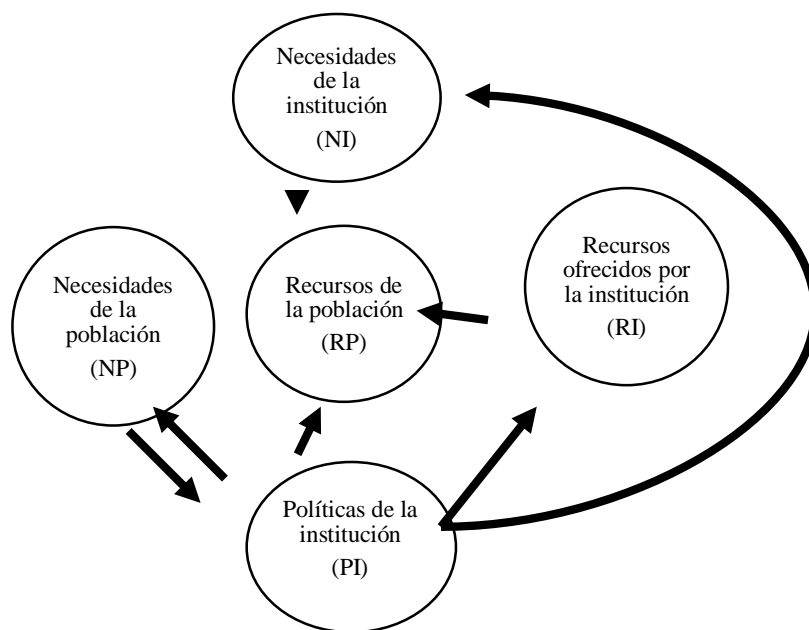 Necesidades
de la
institución
(NI)
Necesidades
de la
población
(NP)
Recursos de
la población
(RP)
Recursos
ofrecidos por
la institución
(RI)
Políticas de la
institución
(PI)